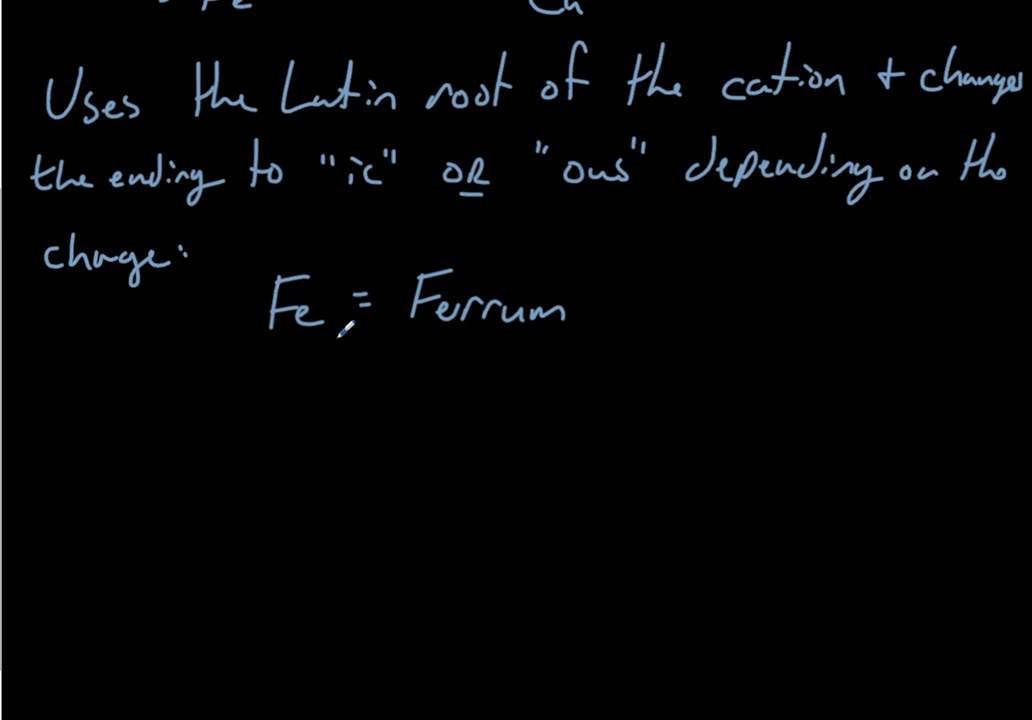 Uses the Latin root of the cation + changes
the ending to "ic" OR "ous" depending on the
charge:
Fe = Ferrum